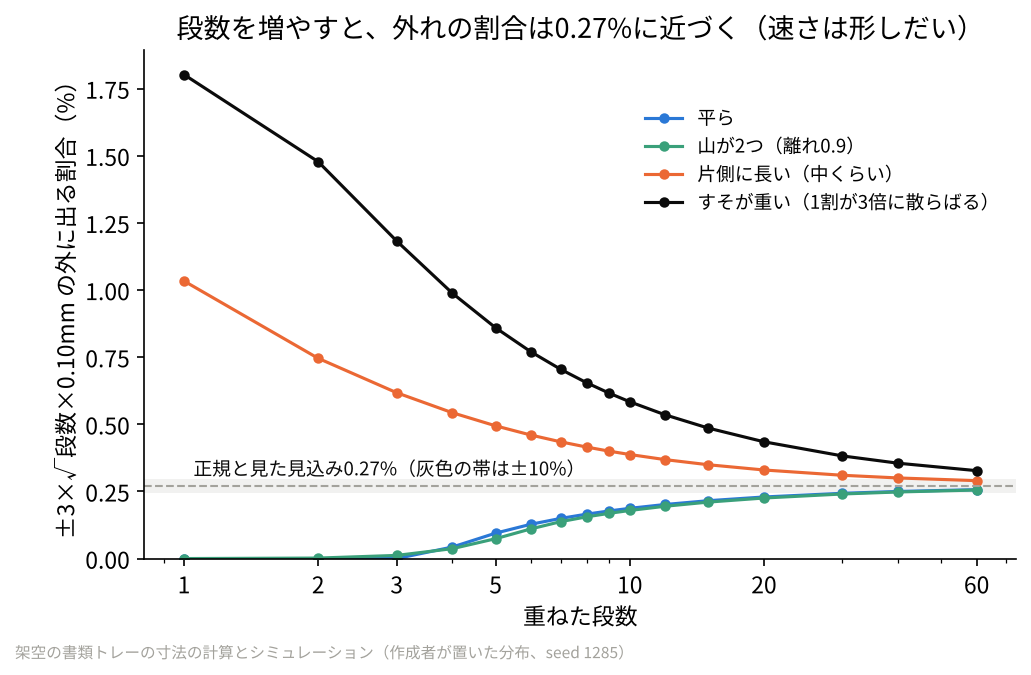 段数を増やすと、外れの割合は0.27%に近づく（速さは形しだい）
±3×√段数×0.10mm の外に出る割合（%）
1.75
1.50
1.25
1.00
0.75
0.50
0.25
0.00
平ら
山が2つ（離れ0.9）
片側に長い（中くらい）
すそが重い（1割が3倍に散らばる）
正規と見た見込み0.27%（灰色の帯は±10%）
1 2 3 5 10 20 60
重ねた段数
架空の書類トレーの寸法の計算とシミュレーション（作成者が置いた分布、seed 1285）